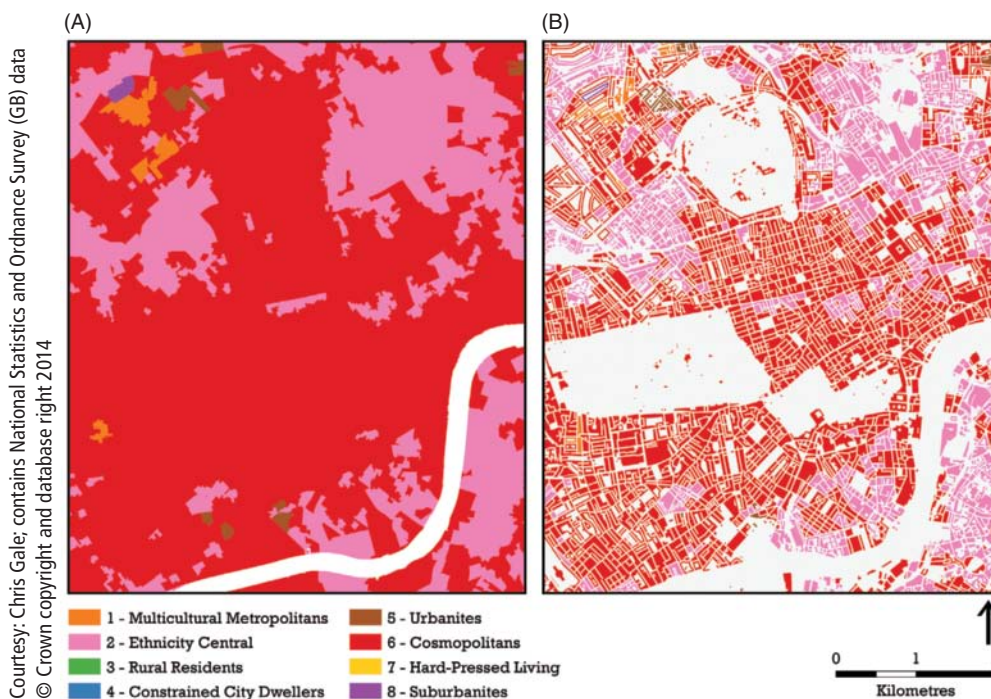 (A)
(B)
Courtesy: Chris Gale; contains National Statistics and Ordnance Survey (GB) data
© Crown copyright and database right 2014
1 - Multicultural Metropolitans
2 - Ethnicity Central
3 - Rural Residents
4 - Constrained City Dwellers
5 - Urbanites
6 - Cosmopolitans
7 - Hard-Pressed Living
8 - Suburbanites
0 1
Kilometres